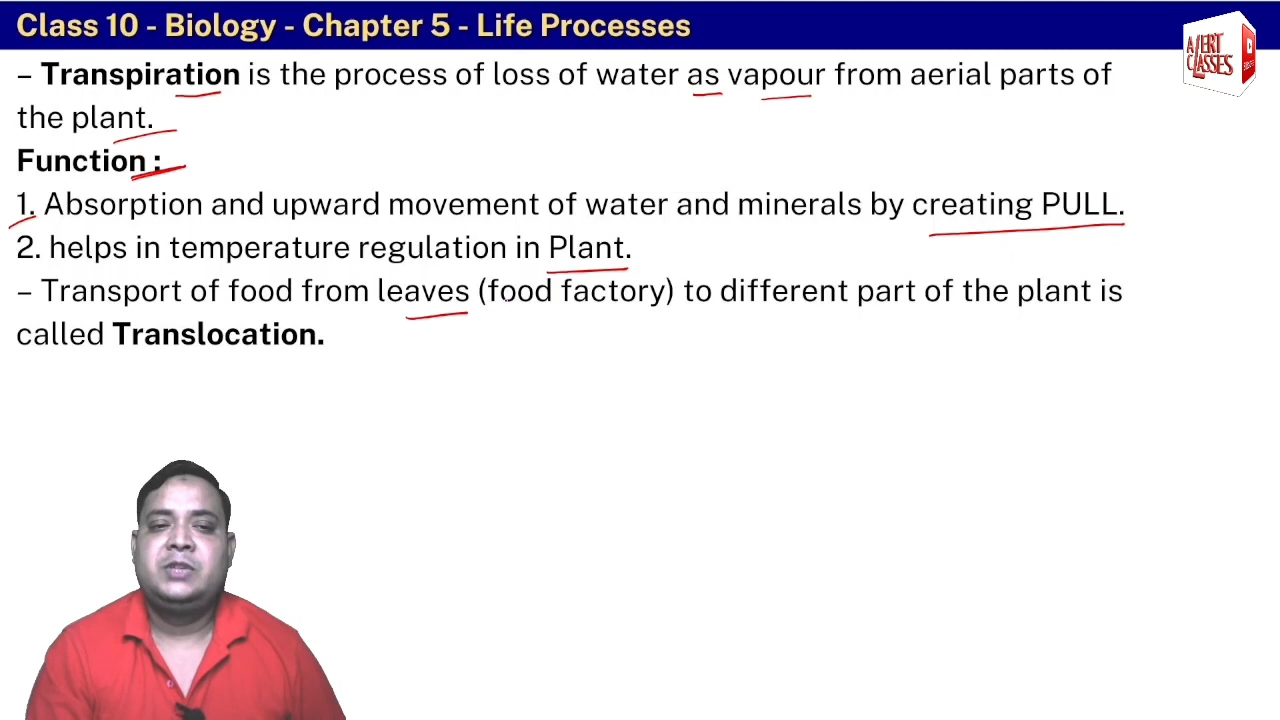 Class 10 - Biology - Chapter 5 - Life Processes
ALERT
CLASSES
– Transpiration is the process of loss of water as vapour from aerial parts of
the plant.
Function :
1. Absorption and upward movement of water and minerals by creating PULL.
2. helps in temperature regulation in Plant.
– Transport of food from leaves (food factory) to different part of the plant is
called Translocation.